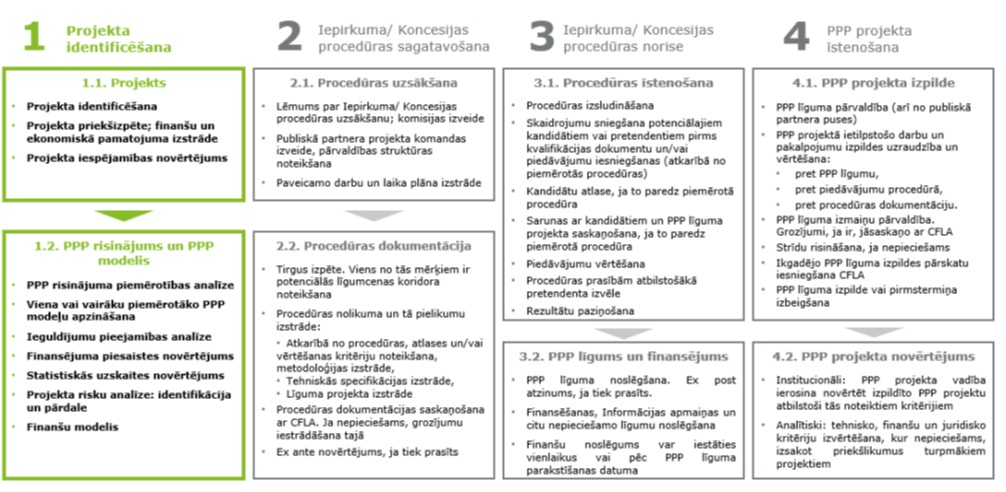 1 Projekta
identificēšana
1.1. Projekts
• Projekta identificēšana
• Projekta priekšizpēte; finanšu un
ekonomiskā pamatojuma izstrāde
• Projekta iespējamības novērtējums
1.2. PPP risinājums un PPP
modelis
• PPP risinājuma piemērotības analīze
• Viena vai vairāku piemērotāko PPP
modeļu apzināšana
• Ieguldījumu pieejamības analīze
• Finansējuma piesaistes novērtējums
• Statistiskās uzskaites novērtējums
• Projekta risku analīze: identifikācija
un pārdale
• Finanšu modelis
2 Iepirkuma/ Koncesijas
procedūras sagatavošana
2.1. Procedūras uzsākšana
• Lēmums par Iepirkuma/ Koncesijas
procedūras uzsākšanu; komisijas izveide
• Publiskā partnera projekta komandas
izveide, pārvaldības struktūras
noteikšana
• Paveicamo darbu un laika plāna izstrāde
2.2. Procedūras dokumentācija
• Tirgus izpēte. Viens no tās mērķiem ir
potenciālās līgumcenas koridora
noteikšana
• Procedūras nolikuma un tā pielikumu
izstrāde:
• Atkarībā no procedūras, atlases un/vai
vērtēšanas kritēriju noteikšana,
metodoloģijas izstrāde,
• Tehniskās specifikācijas izstrāde,
• Līguma projekta izstrāde
• Procedūras dokumentācijas saskaņošana
ar CFLA. Ja nepieciešams, grozījumu
iestrādāšana tajā
• Ex ante novērtējums, ja tiek prasīts
3 Iepirkuma/ Koncesijas
procedūras norise
3.1. Procedūras īstenošana
• Procedūras izsludināšana
• Skaidrojumu sniegšana potenciālajiem
kandidātiem vai pretendentiem pirms
kvalifikācijas dokumentu un/vai
piedāvājumu iesniegšanas (atkarībā no
piemērotās procedūras)
• Kandidātu atlase, ja to paredz piemērotā
procedūra
• Sarunas ar kandidātiem un PPP līguma
projekta saskaņošana, ja to paredz
piemērotā procedūra
• Piedāvājumu vērtēšana
• Procedūras prasībām atbilstošākā
pretendenta izvēle
• Rezultātu paziņošana
3.2. PPP līgums un finansējums
• PPP līguma noslēgšana. Ex post
atzinums, ja tiek prasīts.
• Finansēšanas, Informācijas apmaiņas un
citu nepieciešamo līgumu noslēgšana
• Finanšu noslēgums var iestāties
vienlaikus vai pēc PPP līguma
parakstīšanas datuma
4 PPP projekta
īstenošana
4.1. PPP projekta izpilde
• PPP līguma pārvaldība (arī no publiskā
partnera puses)
• PPP projektā ietilpstošo darbu un
pakalpojumu izpildes uzraudzība un
vērtēšana:
• pret PPP līgumu,
• pret piedāvājumu procedūrā,
• pret procedūras dokumentāciju.
• PPP līguma izmaiņu pārvaldība.
Grozījumi, ja ir, jāsaskaņo ar CFLA
• Strīdu risināšana, ja nepieciešams
• Ikgadējo PPP līguma izpildes pārskatu
iesniegšana CFLA
• PPP līguma izpilde vai pirmstermiņa
izbeigšana
4.2. PPP projekta novērtējums
• Institucionāli: PPP projekta vadība
ierosina novērtēt izpildīto PPP projektu
atbilstoši tās noteiktiem kritērijiem
• Analītiski: tehnisko, finanšu un juridisko
kritēriju izvērtēšana, kur nepieciešams,
izsakot priekšlikumus turpmākiem
projektiem